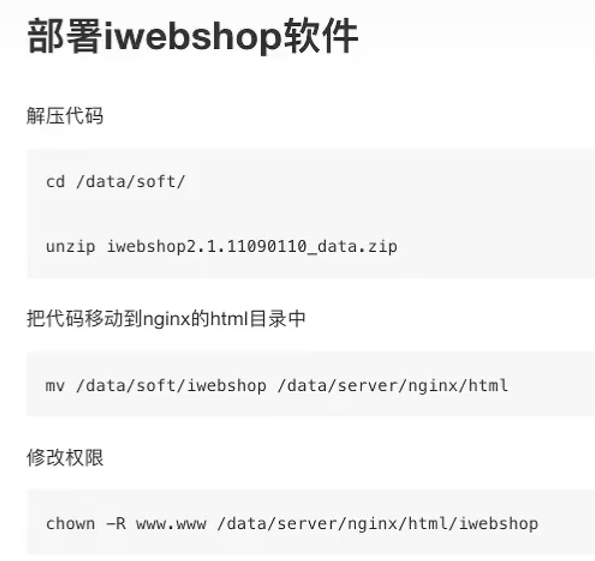 部署iwebshop软件
解压代码
cd /data/soft/
unzip iwebshop2.1.11090110_data.zip
把代码移动到nginx的html目录中
mv /data/soft/iwebshop /data/server/nginx/html
修改权限
chown -R www.www /data/server/nginx/html/iwebshop